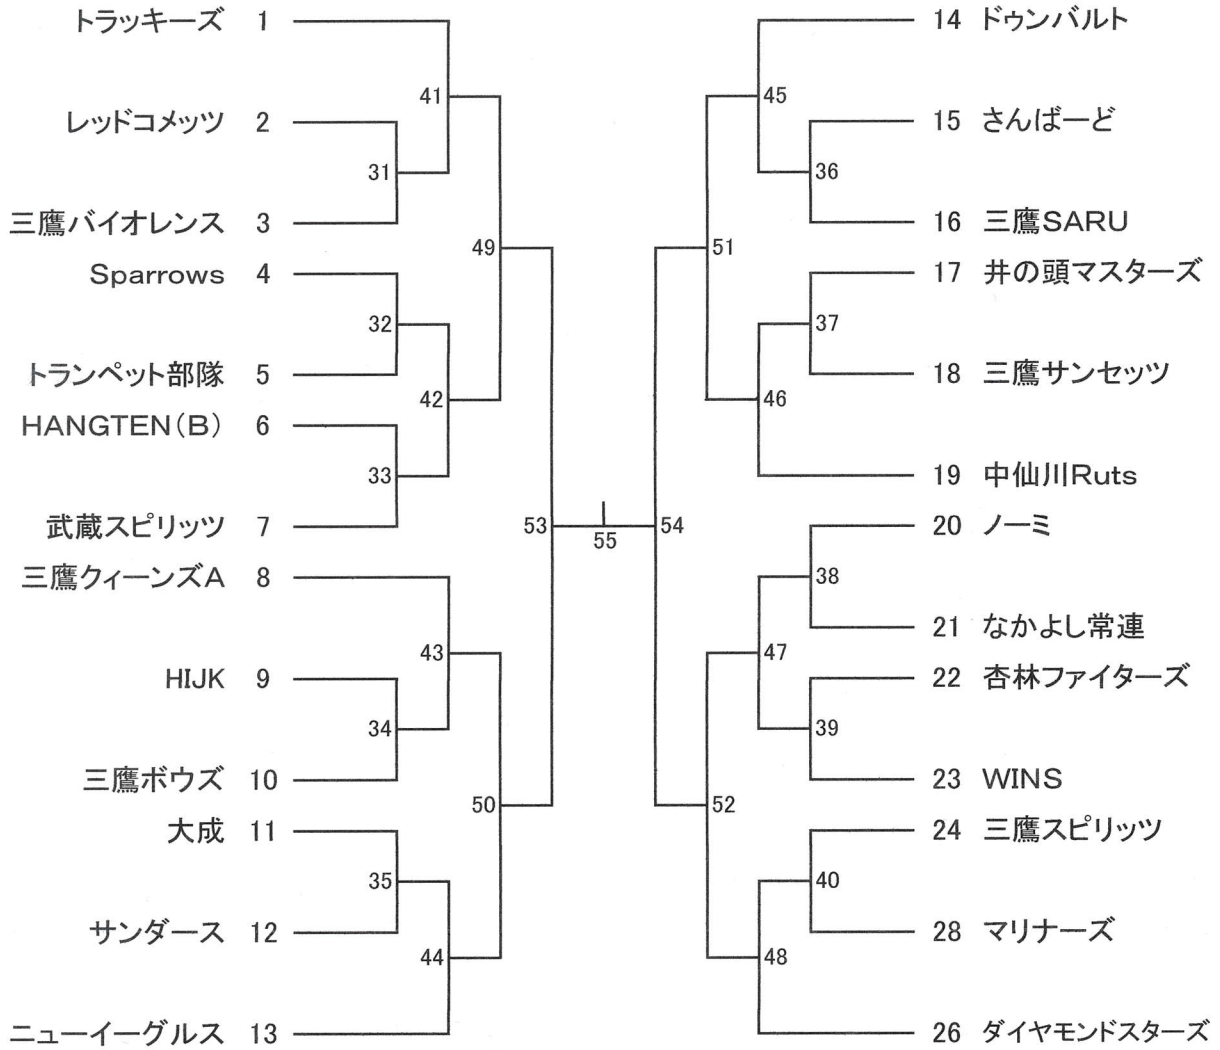 トラッキーズ 1
レッドコメッツ 2
三鷹バイオレンス 3
Sparrows 4
トランペット部隊 5
HANGTEN(B) 6
武蔵スピリッツ 7
三鷹クィーンズA 8
HIJK 9
三鷹ボウズ 10
大成 11
サンダース 12
ニューイーグルス 13
31
32
33
34
35
41
42
43
44
49
50
53
55
54
51
52
45
46
47
48
36
37
38
39
40
14 ドゥンバルト
15 さんばーど
16 三鷹SARU
17 井の頭マスターズ
18 三鷹サンセッツ
19 中仙川Ruts
20 ノーミ
21 なかよし常連
22 杏林ファイターズ
23 WINS
24 三鷹スピリッツ
28 マリナーズ
26 ダイヤモンドスターズ